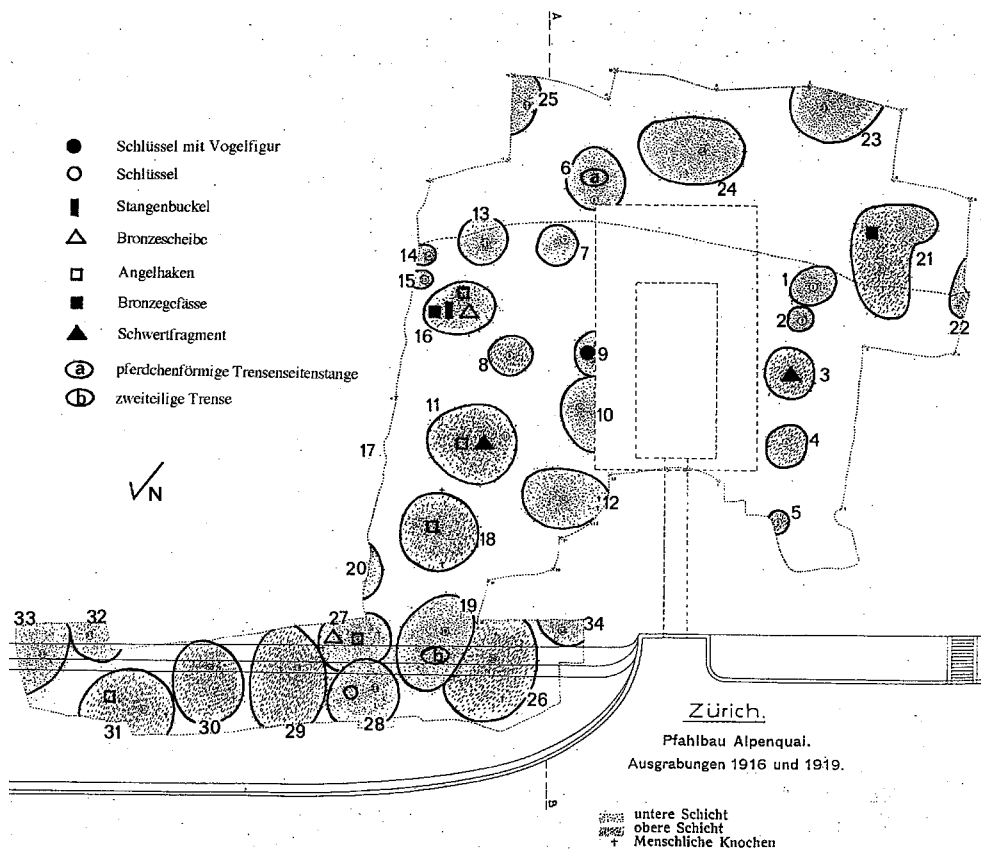 A
25
23
6
a
24
Schlüssel mit Vogelfigur
Schlüssel
Stangenbuckel
Bronzescheibe
Angelhaken
Bronzegefässe
Schwertfragment
a pferdchenförmige Trensenseitenstange
b zweiteilige Trense
13
14
7
21
15
1
16
2
22
8
9
3
11
10
17
4
N
12
5
18
20
33
32
27
19
34
b
31
30
29
28
26
Zürich.
Pfahlbau Alpenquai.
Ausgrabungen 1916 und 1919.
B
untere Schicht
obere Schicht
† Menschliche Knochen